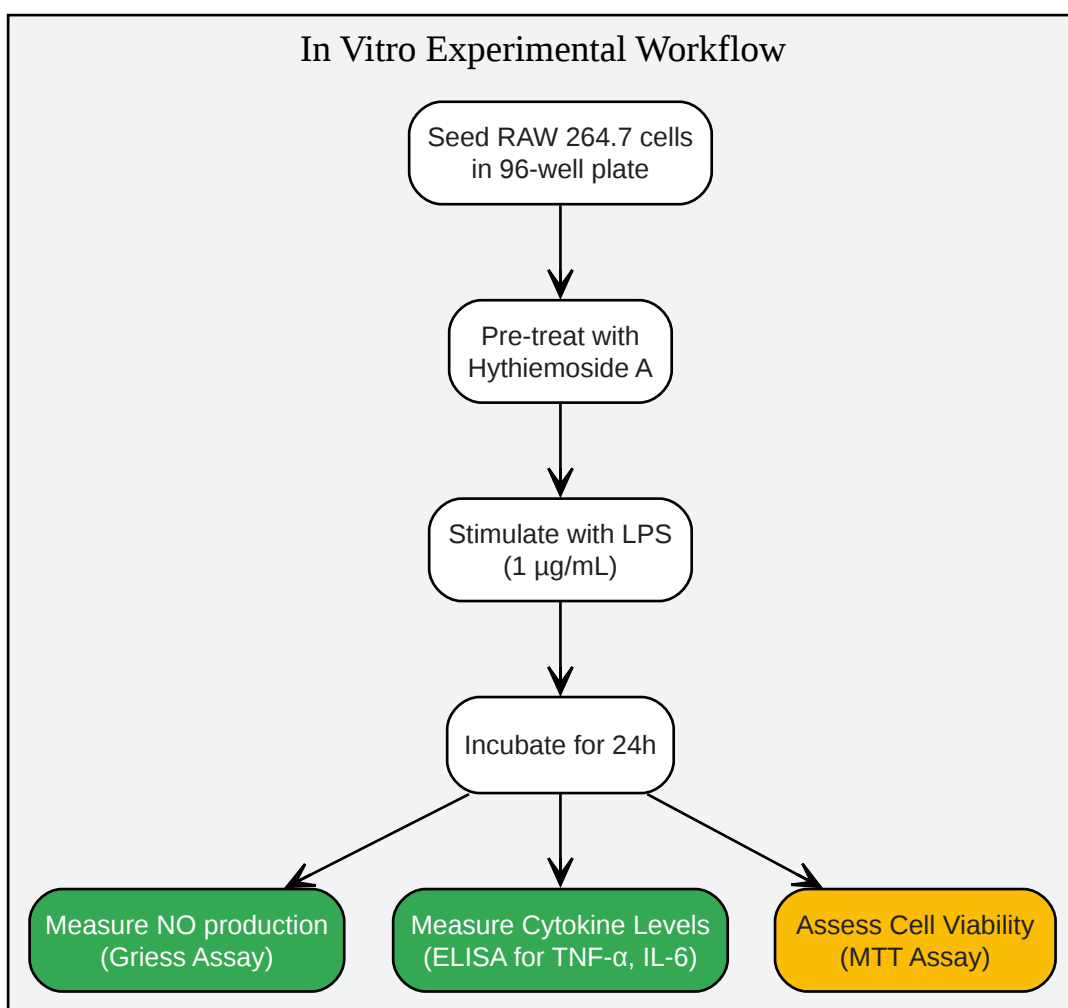 In Vitro Experimental Workflow
Seed RAW 264.7 cells
in 96-well plate
Pre-treat with
Hythiemoside A
Stimulate with LPS
(1 µg/mL)
Incubate for 24h
Measure NO production
(Griess Assay)
Measure Cytokine Levels
(ELISA for TNF-α, IL-6)
Assess Cell Viability
(MTT Assay)